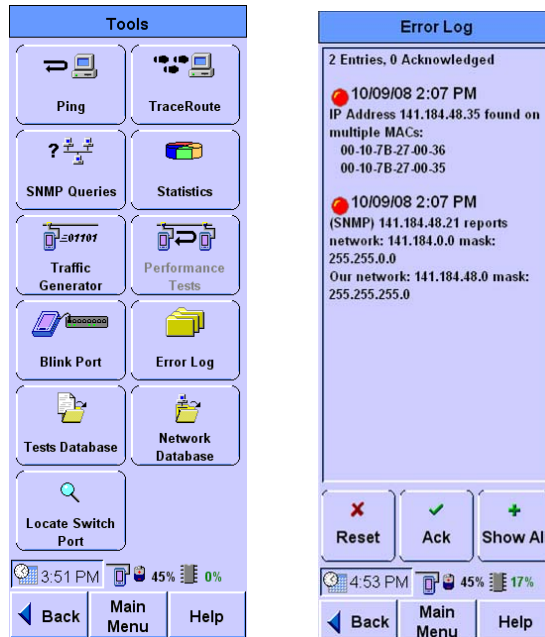 Tools
Ping
TraceRoute
?
SNMP Queries
Statistics
=01101
Traffic
Generator
Performance
Tests
Blink Port
Error Log
Tests Database
Network
Database
Locate Switch
Port
3:51 PM
45%
0%
Back
Main
Menu
Help
Error Log
2 Entries, 0 Acknowledged
10/09/08 2:07 PM
IP Address 141.184.48.35 found on
multiple MACs:
00-10-7B-27-00-36
00-10-7B-27-00-35
10/09/08 2:07 PM
(SNMP) 141.184.48.21 reports
network: 141.184.0.0 mask:
255.255.0.0
Our network: 141.184.48.0 mask:
255.255.255.0
Reset
Ack
Show Al
4:53 PM
45%
17%
Back
Main
Menu
Help